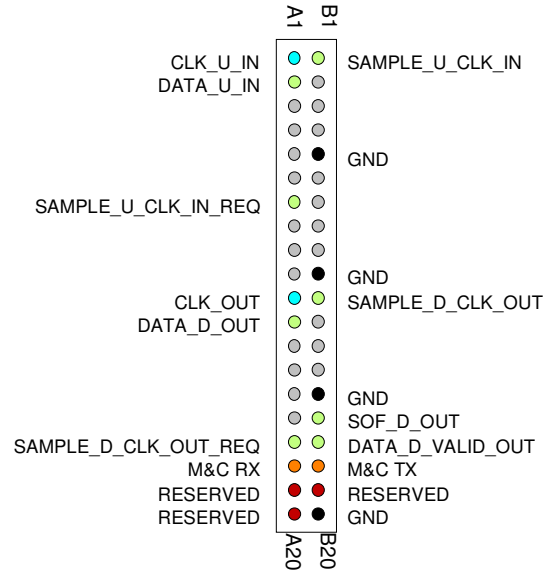 A1 B1
CLK_U_IN SAMPLE_U_CLK_IN
DATA_U_IN
GND
SAMPLE_U_CLK_IN_REQ
GND
CLK_OUT SAMPLE_D_CLK_OUT
DATA_D_OUT
GND
SOF_D_OUT
SAMPLE_D_CLK_OUT_REQ DATA_D_VALID_OUT
M&C RX M&C TX
RESERVED RESERVED
RESERVED GND
A20 B20